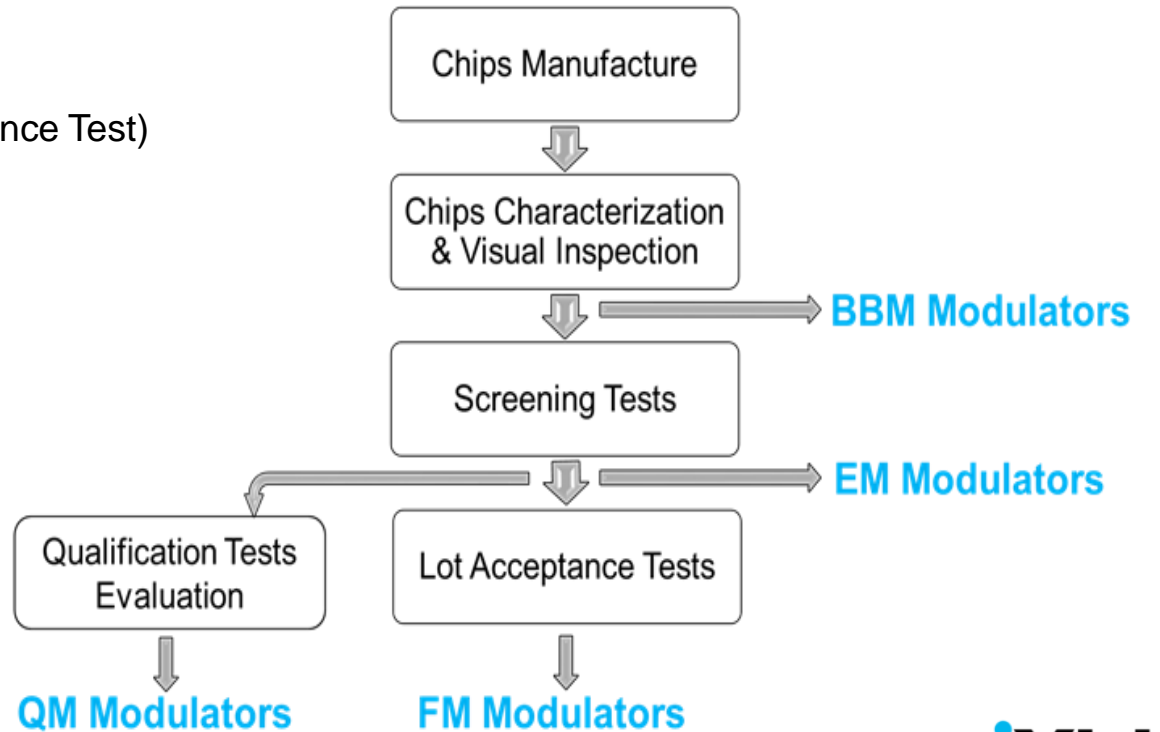 Chips Manufacture
nce Test)
Chips Characterization
& Visual Inspection
BBM Modulators
Screening Tests
EM Modulators
Qualification Tests
Evaluation
Lot Acceptance Tests
QM Modulators
FM Modulators